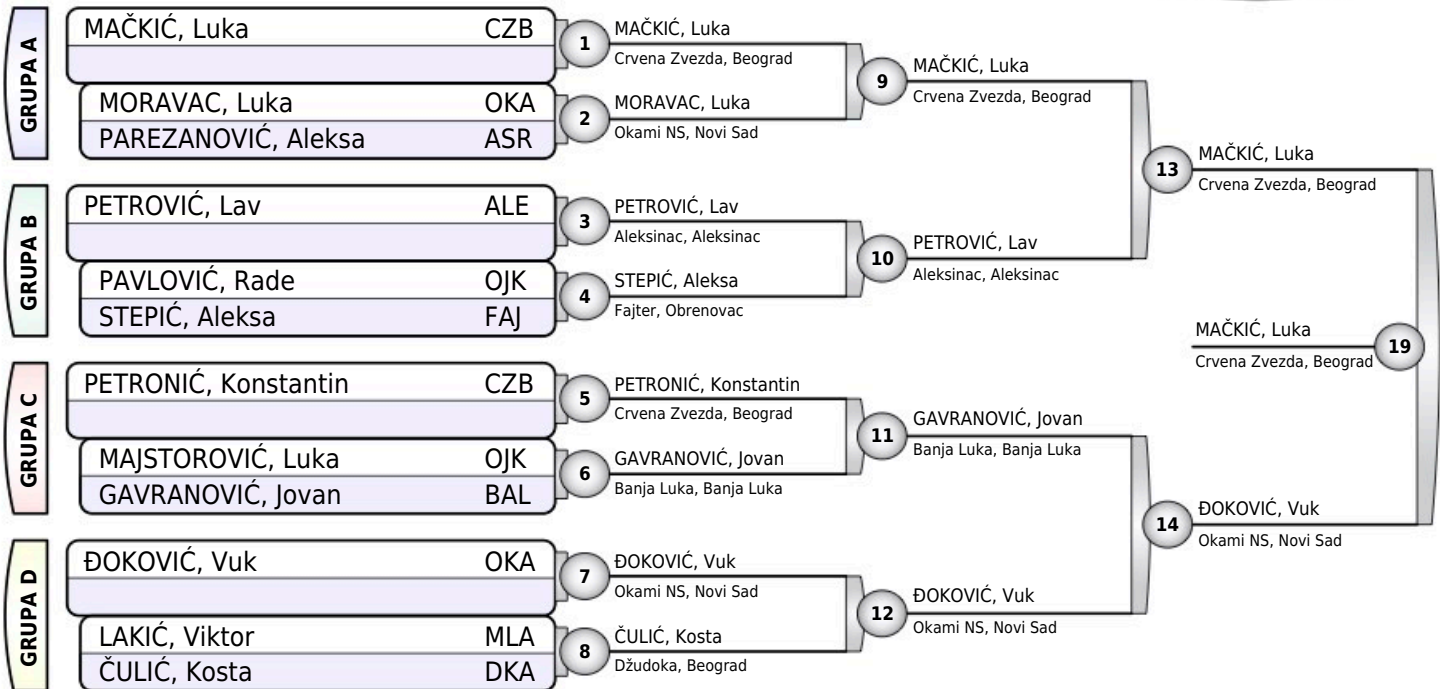 GRUPA A
MAČKIĆ, Luka CZB
MORAVAC, Luka OKA
PAREZANOVIĆ, Aleksa ASR
GRUPA B
PETROVIĆ, Lav ALE
PAVLOVIĆ, Rade OJK
STEPIĆ, Aleksa FAJ
GRUPA C
PETRONIĆ, Konstantin CZB
MAJSTOROVIĆ, Luka OJK
GAVRANOVIĆ, Jovan BAL
GRUPA D
ĐOKOVIĆ, Vuk OKA
LAKIĆ, Viktor MLA
ČULIĆ, Kosta DKA
1
MAČKIĆ, Luka
Crvena Zvezda, Beograd
2
MORAVAC, Luka
Okami NS, Novi Sad
3
PETROVIĆ, Lav
Aleksinac, Aleksinac
4
STEPIĆ, Aleksa
Fajter, Obrenovac
5
PETRONIĆ, Konstantin
Crvena Zvezda, Beograd
6
GAVRANOVIĆ, Jovan
Banja Luka, Banja Luka
7
ĐOKOVIĆ, Vuk
Okami NS, Novi Sad
8
ČULIĆ, Kosta
Džudoka, Beograd
9
MAČKIĆ, Luka
Crvena Zvezda, Beograd
10
PETROVIĆ, Lav
Aleksinac, Aleksinac
11
GAVRANOVIĆ, Jovan
Banja Luka, Banja Luka
12
ĐOKOVIĆ, Vuk
Okami NS, Novi Sad
13
MAČKIĆ, Luka
Crvena Zvezda, Beograd
14
ĐOKOVIĆ, Vuk
Okami NS, Novi Sad
MAČKIĆ, Luka
Crvena Zvezda, Beograd
19